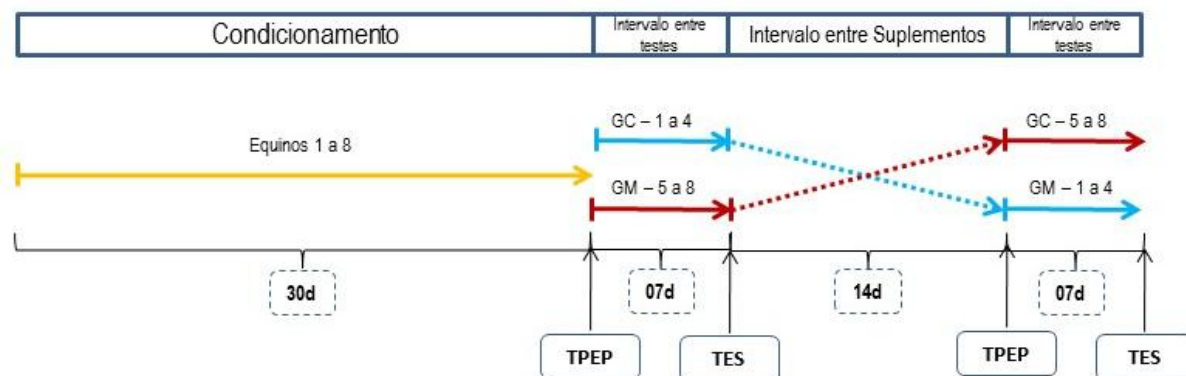 Condicionamento
Intervalo entre
testes
Intervalo entre Suplementos
Intervalo entre
testes
GC – 1 a 4
GC – 5 a 8
Equinos 1 a 8
GM – 5 a 8
GM – 1 a 4
30d
07d
14d
07d
TPEP
TES
TPEP
TES